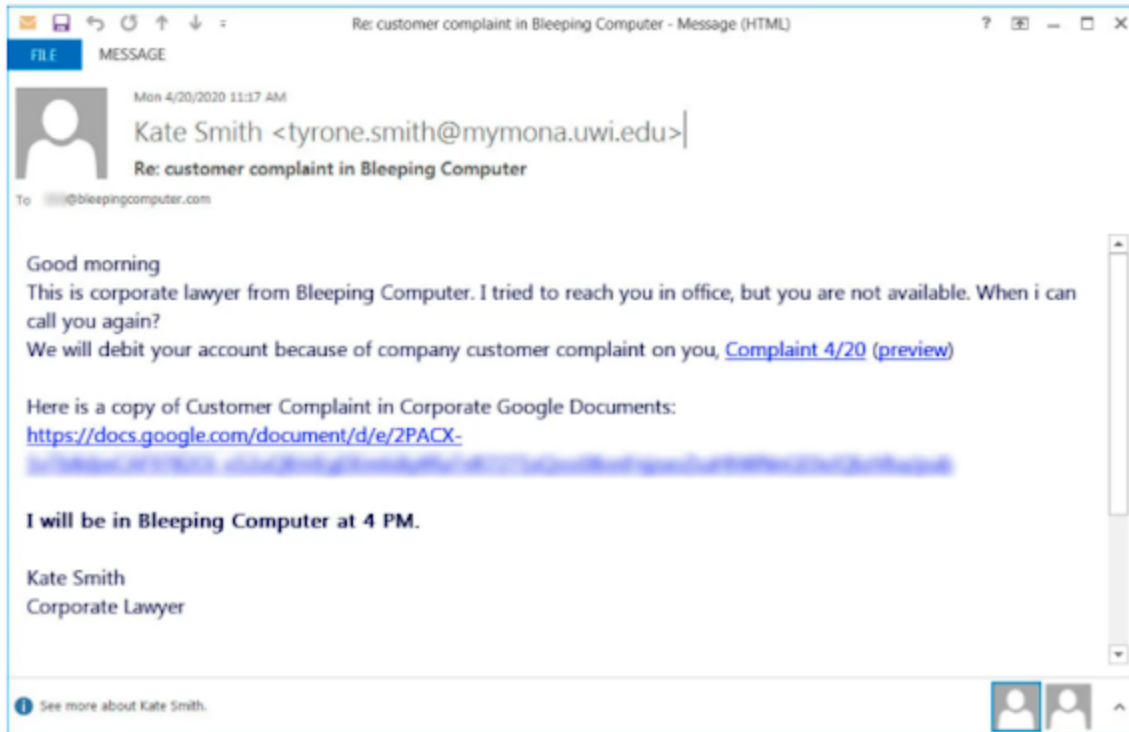 Re: customer complaint in Bleeping Computer - Message (HTML)
FILE MESSAGE
Mon 4/20/2020 11:17 AM
Kate Smith <tyrone.smith@mymona.uwi.edu>
Re: customer complaint in Bleeping Computer
To @bleepingcomputer.com
Good morning
This is corporate lawyer from Bleeping Computer. I tried to reach you in office, but you are not available. When i can
call you again?
We will debit your account because of company customer complaint on you, Complaint 4/20 (preview)
Here is a copy of Customer Complaint in Corporate Google Documents:
https://docs.google.com/document/d/e/2PACX-
I will be in Bleeping Computer at 4 PM.
Kate Smith
Corporate Lawyer
See more about Kate Smith.